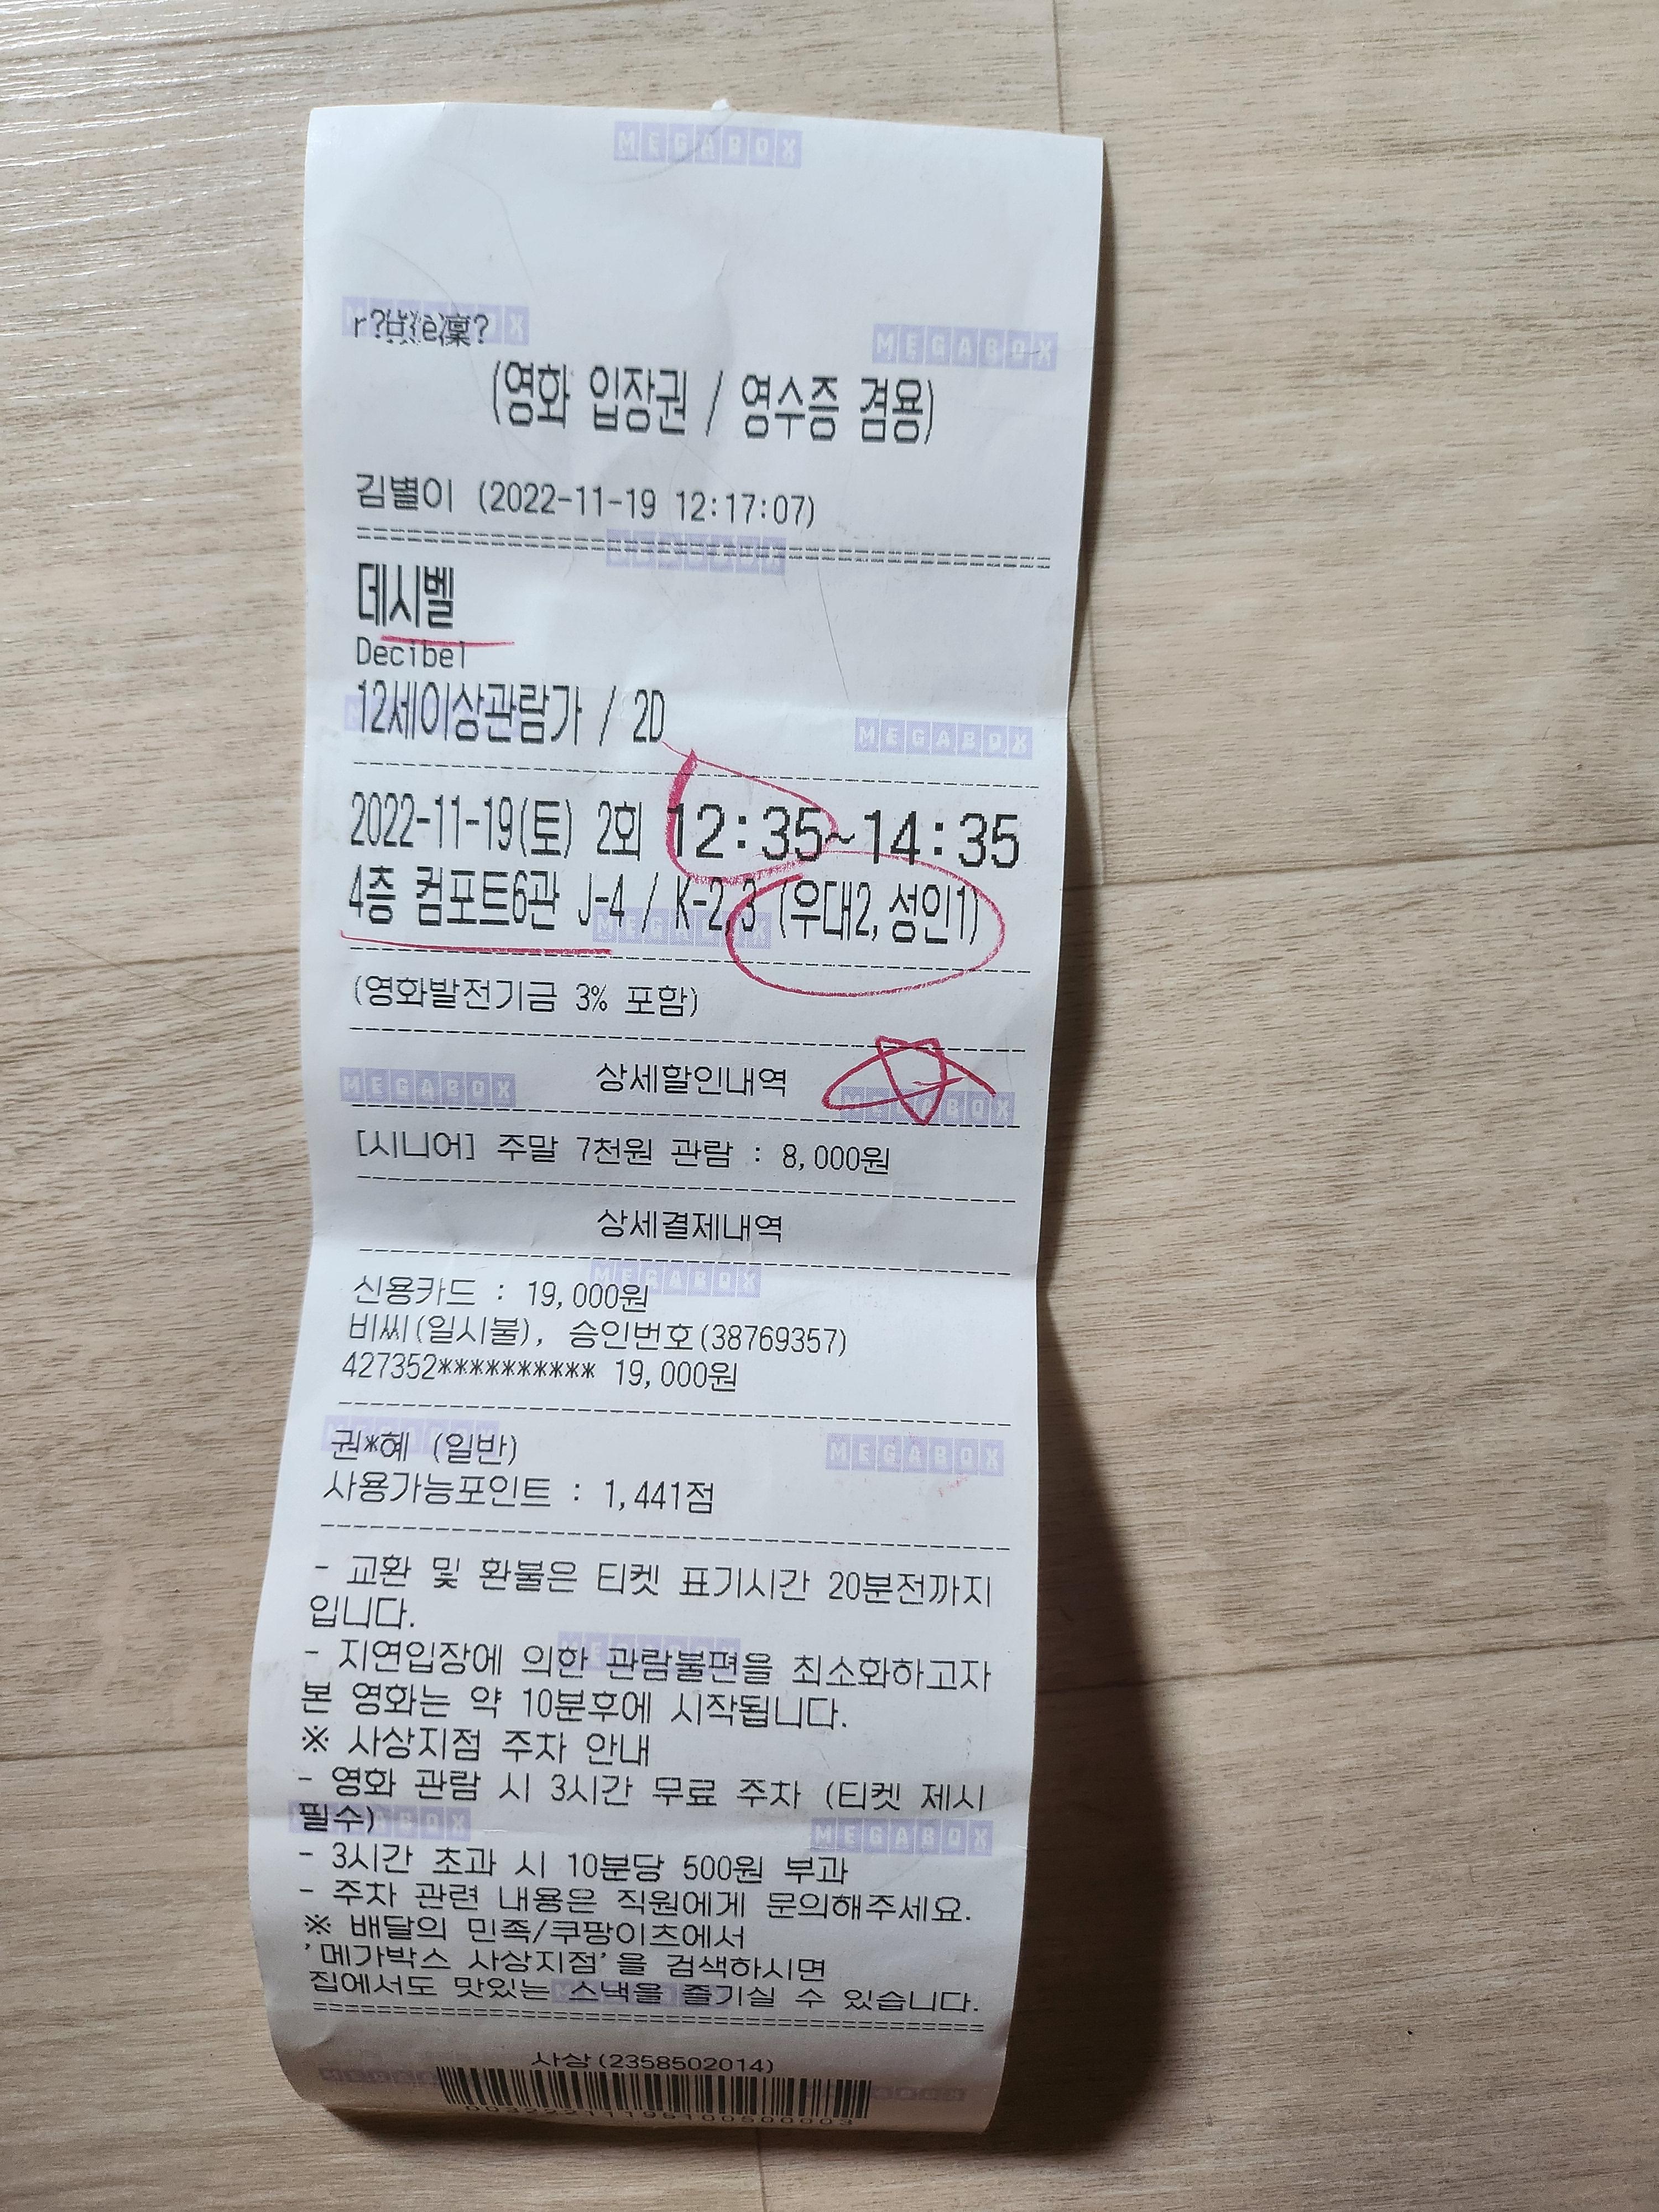 MEGABOX
(영화 입장권 / 영수증 겸용)
김별이 (2022-11-19 12:17:07)
데시벨
Decibel
12세이상관람가 / 2D
2022-11-19(토) 2회 12:35~14:35
4층 컴포트6관 J-4 / K-2,3 (우대2, 성인1)
(영화발전기금 3% 포함)
상세할인내역
[시니어] 주말 7천원 관람 : 8,000원
상세결제내역
신용카드 : 19,000원
비씨(일시불), 승인번호(38769357)
427352********** 19,000원
권*혜 (일반)
사용가능포인트 : 1,441점
- 교환 및 환불은 티켓 표기시간 20분전까지
입니다.
- 지연입장에 의한 관람불편을 최소화하고자
본 영화는 약 10분후에 시작됩니다.
※ 사상지점 주차 안내
- 영화 관람 시 3시간 무료 주차 (티켓 제시
필수)
- 3시간 초과 시 10분당 500원 부과
- 주차 관련 내용은 직원에게 문의해주세요.
※ 배달의 민족/쿠팡이츠에서
'메가박스 사상지점'을 검색하시면
집에서도 맛있는 스낵을 즐기실 수 있습니다.
사상(2358502014)